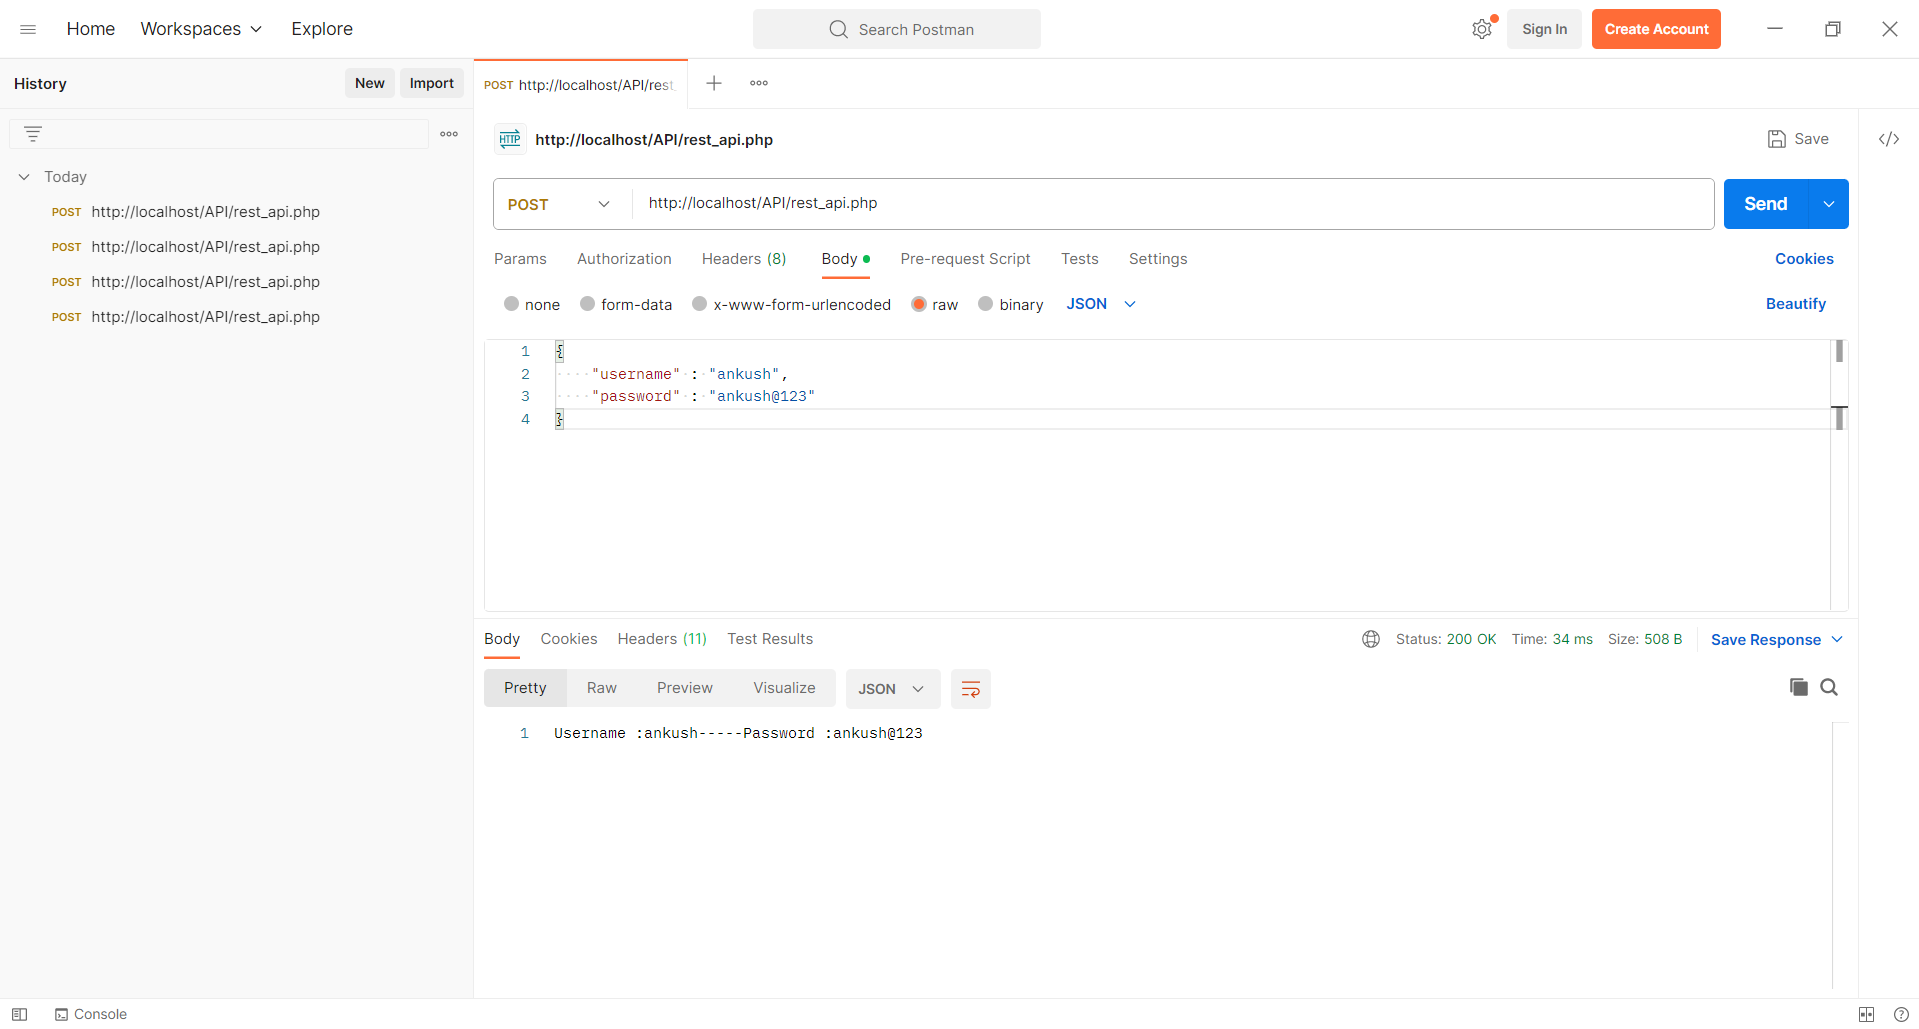 Home Workspaces Explore Search Postman Sign In Create Account
History New Import
POST http://localhost/API/rest_
HTTP http://localhost/API/rest_api.php Save </>
Today
POST http://localhost/API/rest_api.php
POST http://localhost/API/rest_api.php
POST http://localhost/API/rest_api.php
POST http://localhost/API/rest_api.php
POST http://localhost/API/rest_api.php Send
Params Authorization Headers (8) Body Pre-request Script Tests Settings Cookies
none form-data x-www-form-urlencoded raw binary JSON Beautify
1 {
2 ····"username"·:·"ankush",
3 ····"password"·:·"ankush@123"
4 }
Body Cookies Headers (11) Test Results Status: 200 OK Time: 34 ms Size: 508 B Save Response
Pretty Raw Preview Visualize JSON
1 Username :ankush-----Password :ankush@123
Console